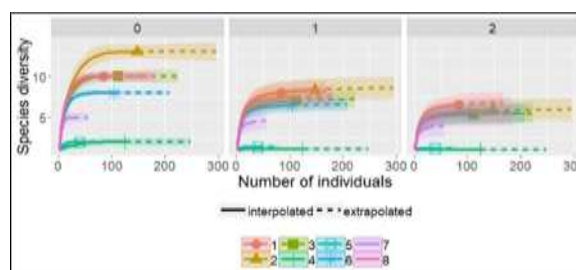 0 1 2
Species diversity
10
5
0 100 200 300 0 100 200 300 0 100 200 300
Number of individuals
interpolated extrapolated
1 3 5 7
2 4 6 8